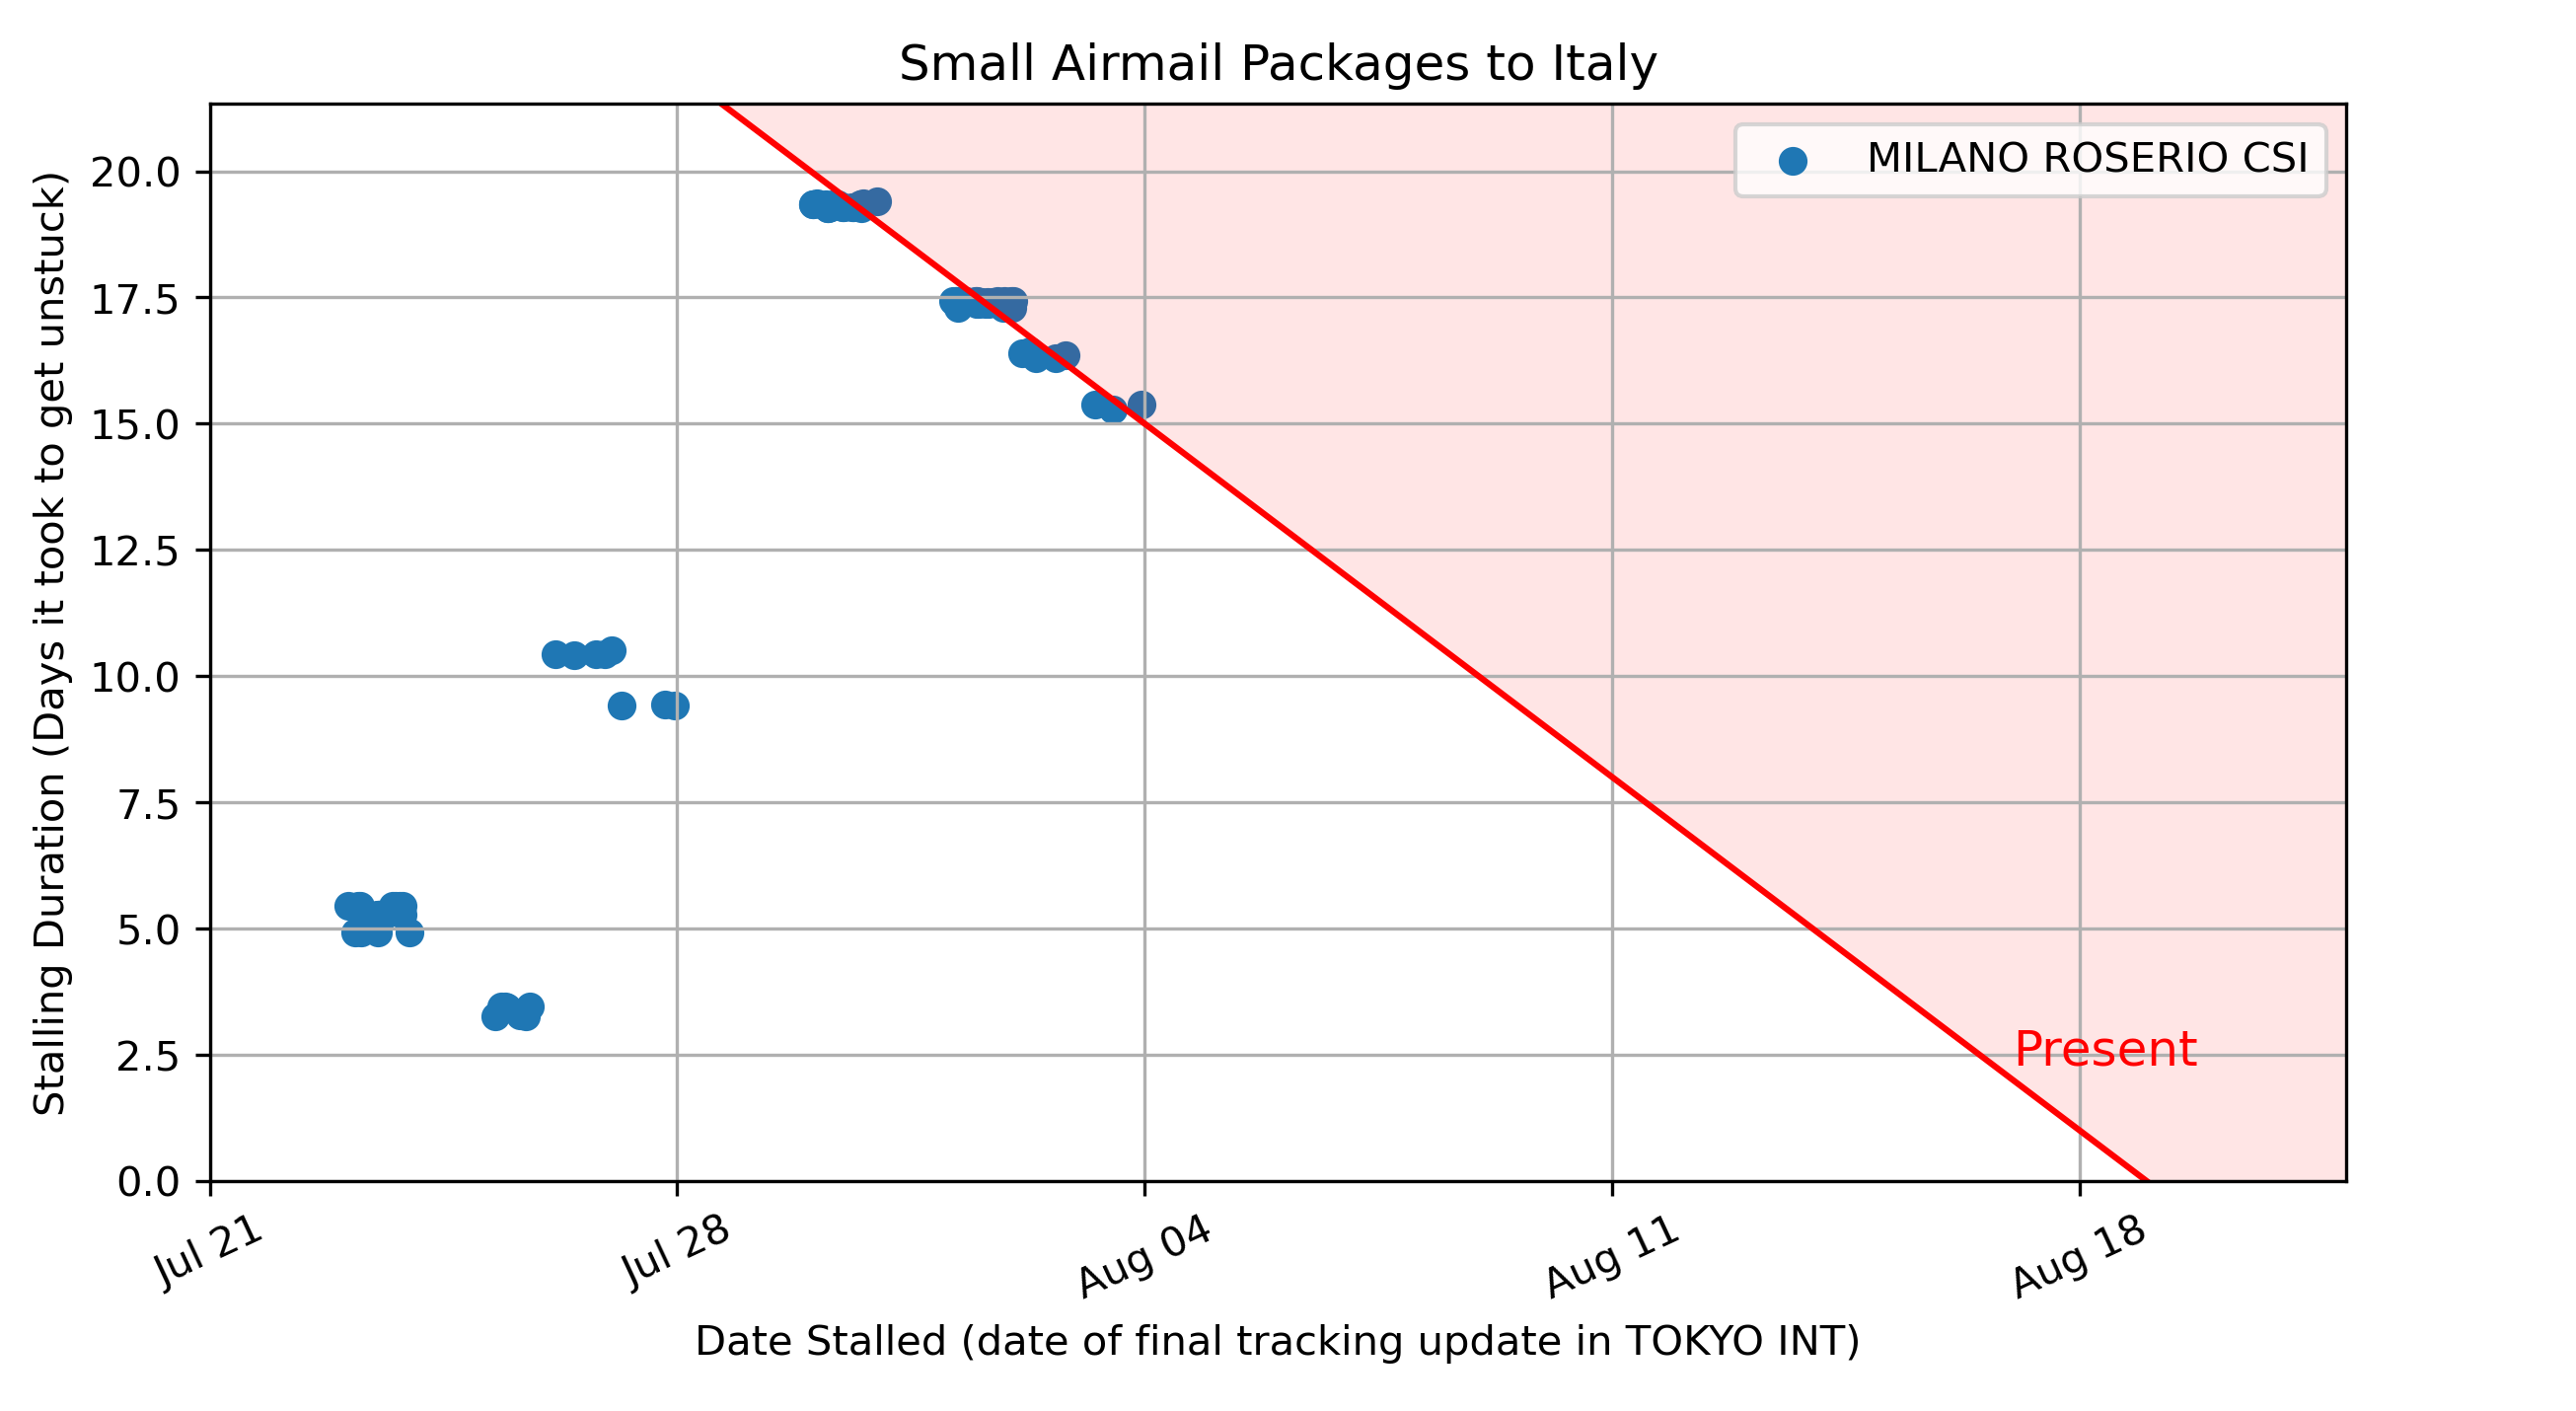 Small Airmail Packages to Italy
MILANO ROSERIO CSI
Stalling Duration (Days it took to get unstuck)
20.0
17.5
15.0
12.5
10.0
7.5
5.0
2.5
0.0
Present
Jul 21
Jul 28
Aug 04
Aug 11
Aug 18
Date Stalled (date of final tracking update in TOKYO INT)